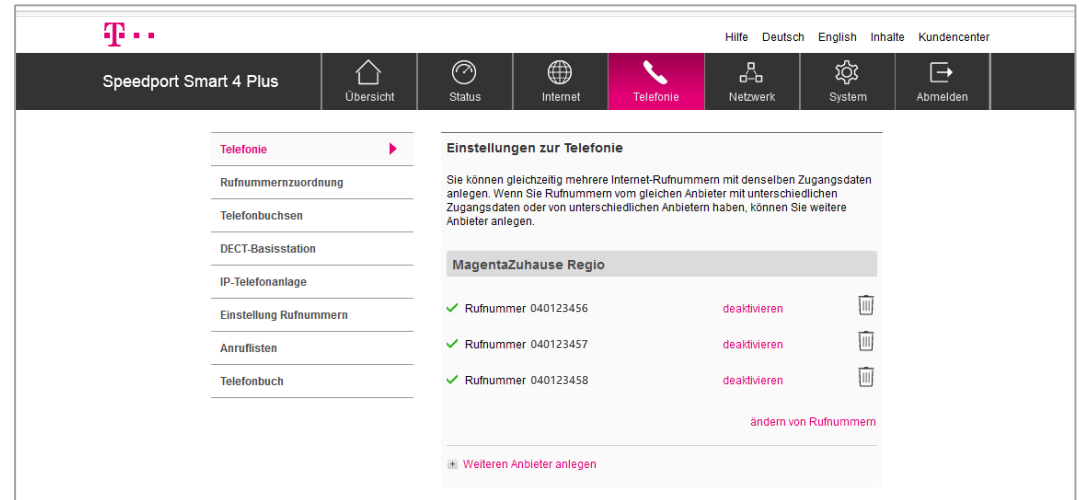 T
Hilfe Deutsch English Inhalte Kundencenter
Speedport Smart 4 Plus
Übersicht
Status
Internet
Telefonie
Netzwerk
System
Abmelden
Telefonie
Rufnummernzuordnung
Telefonbuchsen
DECT-Basisstation
IP-Telefonanlage
Einstellung Rufnummern
Anruflisten
Telefonbuch
Einstellungen zur Telefonie
Sie können gleichzeitig mehrere Internet-Rufnummern mit denselben Zugangsdaten
anlegen. Wenn Sie Rufnummern vom gleichen Anbieter mit unterschiedlichen
Zugangsdaten oder von unterschiedlichen Anbietern haben, können Sie weitere
Anbieter anlegen.
MagentaZuhause Regio
Rufnummer 040123456 deaktivieren
Rufnummer 040123457 deaktivieren
Rufnummer 040123458 deaktivieren
ändern von Rufnummern
Weiteren Anbieter anlegen